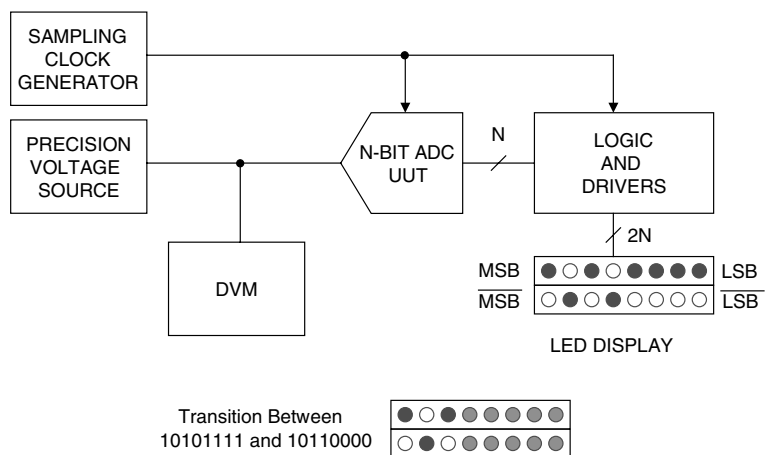 SAMPLING
CLOCK
GENERATOR
PRECISION
VOLTAGE
SOURCE
N-BIT ADC
UUT
N
LOGIC
AND
DRIVERS
2N
DVM
MSB
LSB
MSB
LSB
LED DISPLAY
Transition Between
10101111 and 10110000